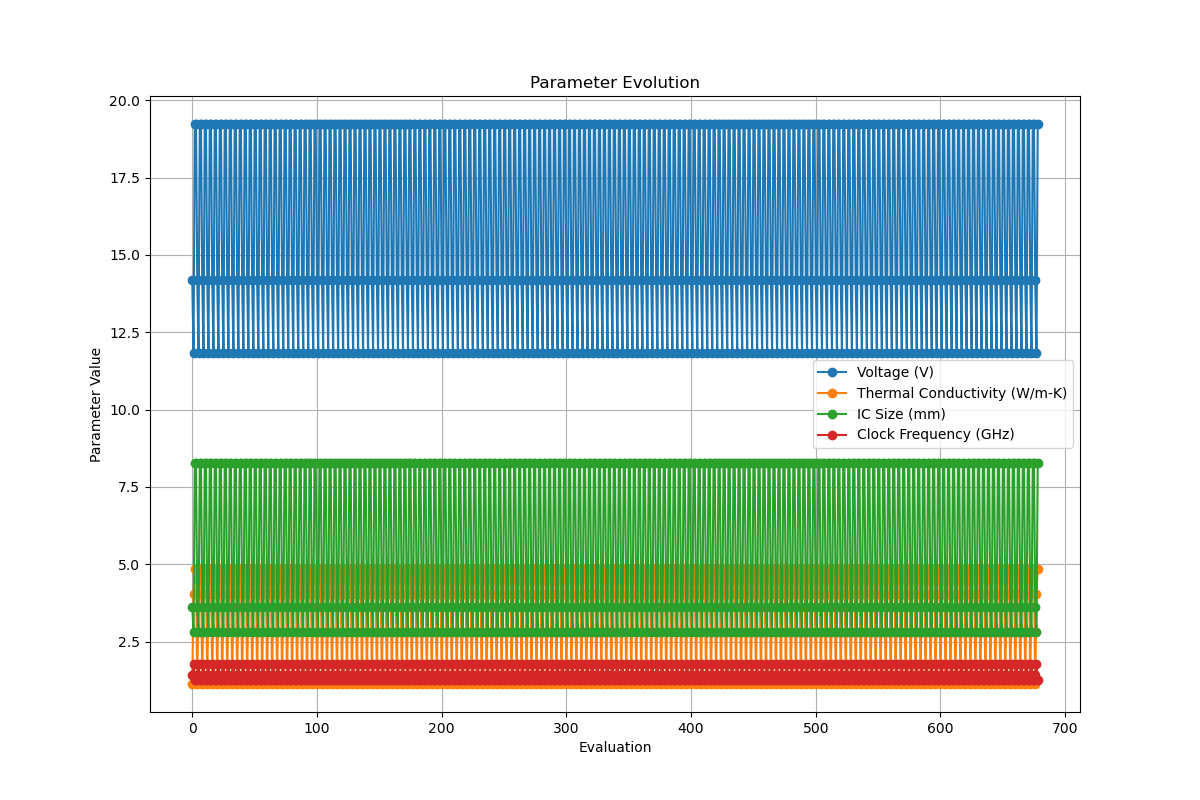 Parameter Evolution
20.0
17.5
15.0
12.5
10.0
7.5
5.0
2.5
Parameter Value
Voltage (V)
Thermal Conductivity (W/m-K)
IC Size (mm)
Clock Frequency (GHz)
0 100 200 300 400 500 600 700
Evaluation